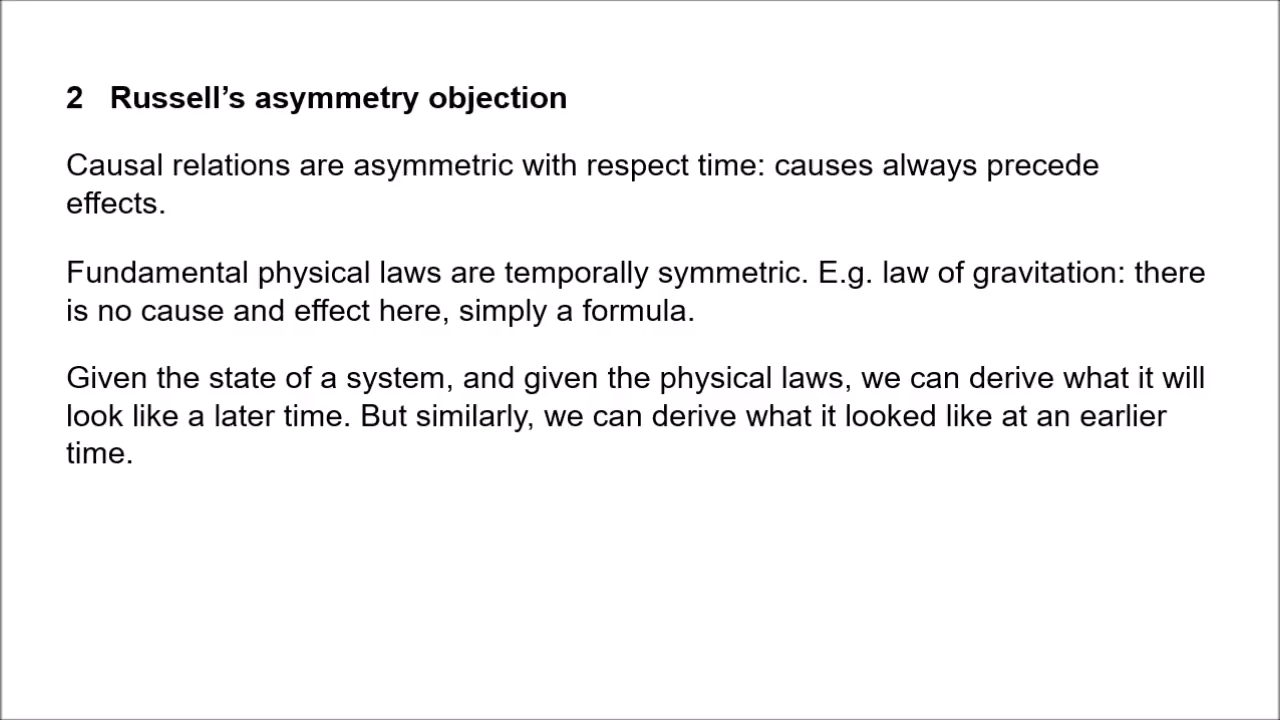 2 Russell’s asymmetry objection
Causal relations are asymmetric with respect time: causes always precede
effects.
Fundamental physical laws are temporally symmetric. E.g. law of gravitation: there
is no cause and effect here, simply a formula.
Given the state of a system, and given the physical laws, we can derive what it will
look like a later time. But similarly, we can derive what it looked like at an earlier
time.